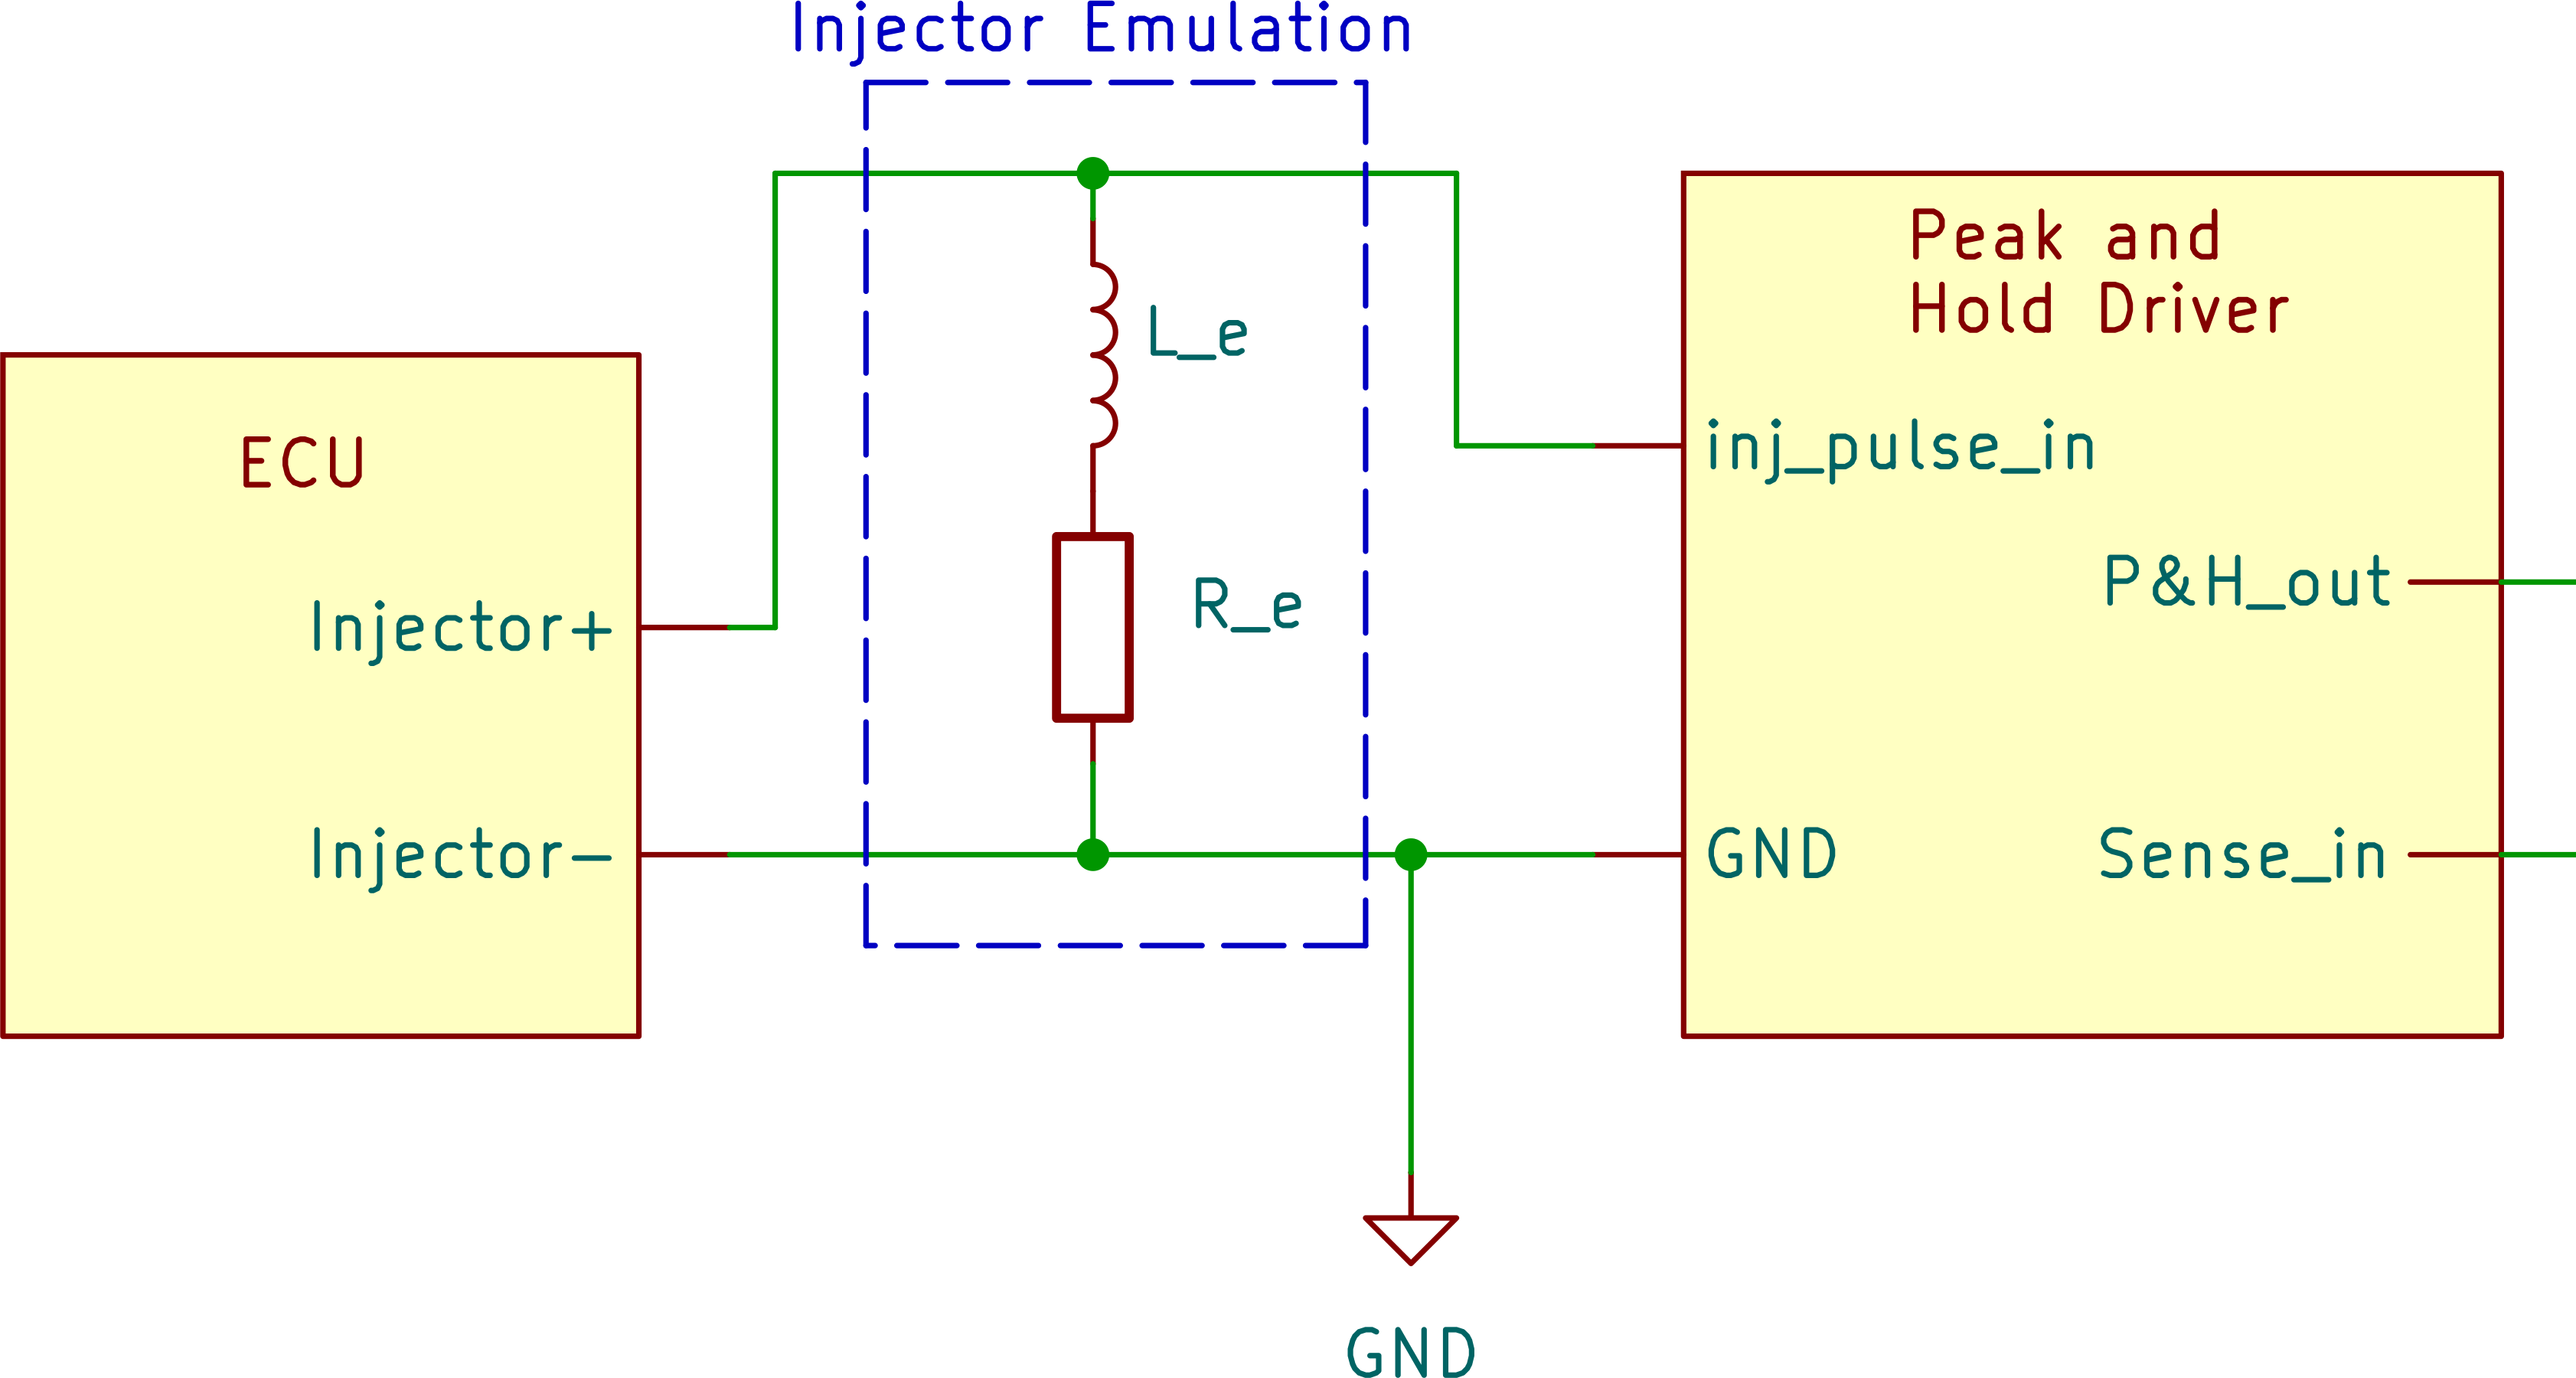 Injector Emulation
Peak and
Hold Driver
L_e
ECU
inj_pulse_in
P&H_out
R_e
Injector+
Injector-
GND
Sense_in
GND